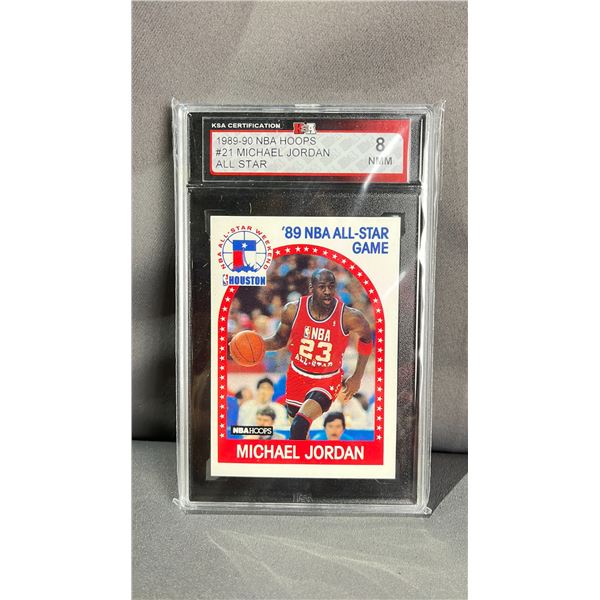 KSA CERTIFICATION
KSA
1989-90 NBA HOOPS
#21 MICHAEL JORDAN
ALL STAR
8
NMM
NBA ALL-STAR WEEKEND
HOUSTON
'89 NBA ALL-STAR
GAME
NBA
23
ALL-STAR
NBA HOOPS
MICHAEL JORDAN